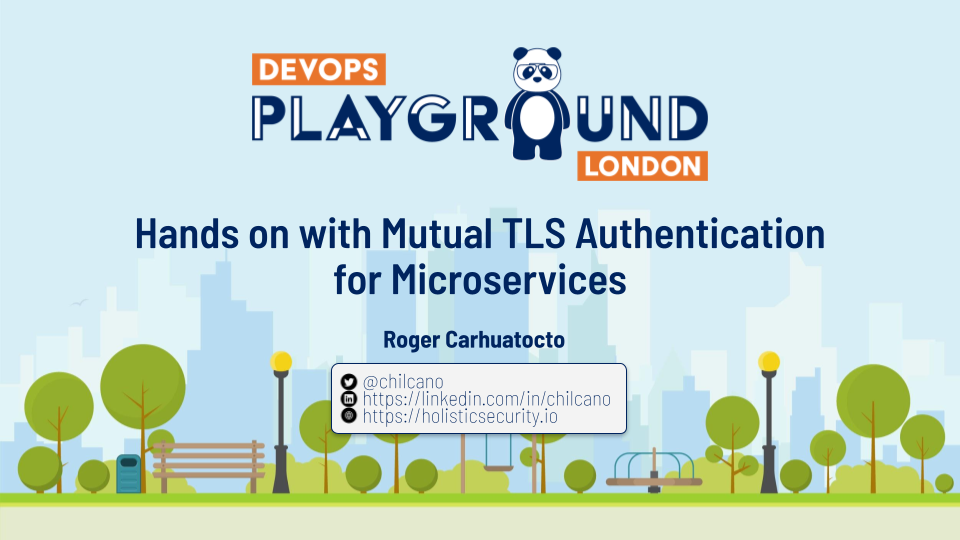 DEVOPS
PLAYGROUND
LONDON
Hands on with Mutual TLS Authentication
for Microservices
Roger Carhuatocto
@chilcano
https://linkedin.com/in/chilcano
https://holisticsecurity.io